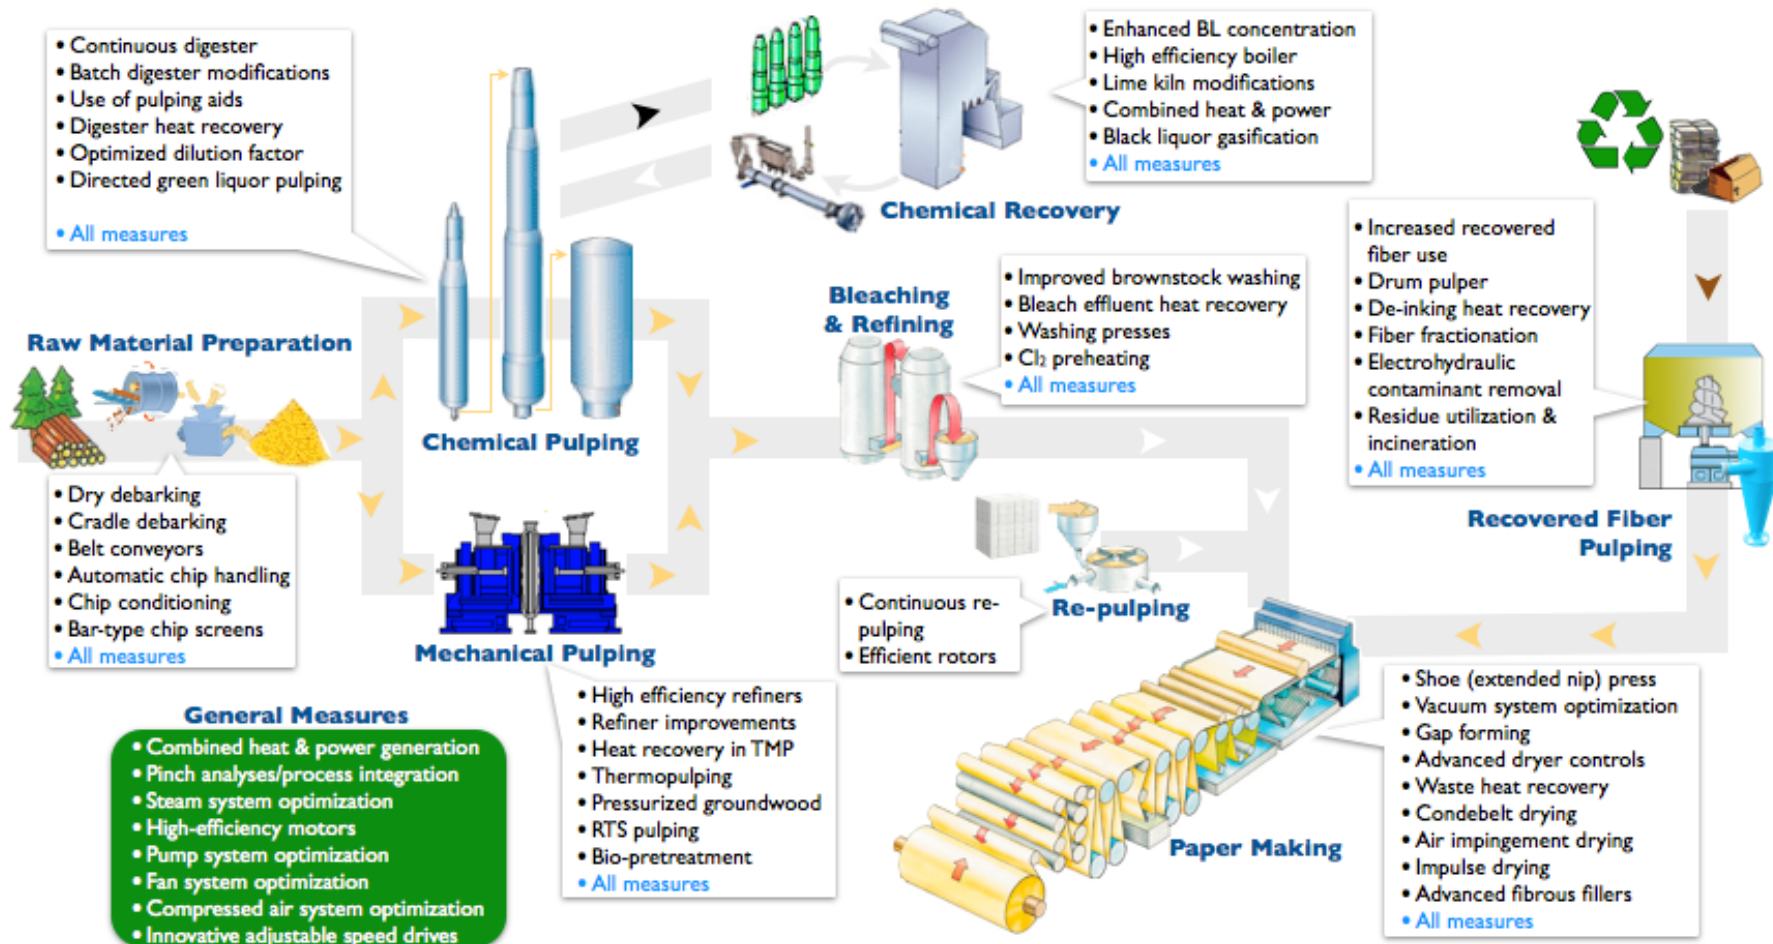 • Continuous digester
• Batch digester modifications
• Use of pulping aids
• Digester heat recovery
• Optimized dilution factor
• Directed green liquor pulping
• All measures
• Enhanced BL concentration
• High efficiency boiler
• Lime kiln modifications
• Combined heat & power
• Black liquor gasification
• All measures
Chemical Recovery
• Increased recovered
fiber use
• Drum pulper
• De-inking heat recovery
• Fiber fractionation
• Electrohydraulic
contaminant removal
• Residue utilization &
incineration
• All measures
Bleaching
& Refining
• Improved brownstock washing
• Bleach effluent heat recovery
• Washing presses
• Cl₂ preheating
• All measures
Raw Material Preparation
Chemical Pulping
• Dry debarking
• Cradle debarking
• Belt conveyors
• Automatic chip handling
• Chip conditioning
• Bar-type chip screens
• All measures
Recovered Fiber
Pulping
• Continuous re-
pulping
• Efficient rotors
Re-pulping
Mechanical Pulping
• High efficiency refiners
• Refiner improvements
• Heat recovery in TMP
• Thermopulping
• Pressurized groundwood
• RTS pulping
• Bio-pretreatment
• All measures
• Shoe (extended nip) press
• Vacuum system optimization
• Gap forming
• Advanced dryer controls
• Waste heat recovery
• Condebelt drying
• Air impingement drying
• Impulse drying
• Advanced fibrous fillers
• All measures
Paper Making
General Measures
• Combined heat & power generation
• Pinch analyses/process integration
• Steam system optimization
• High-efficiency motors
• Pump system optimization
• Fan system optimization
• Compressed air system optimization
• Innovative adjustable speed drives